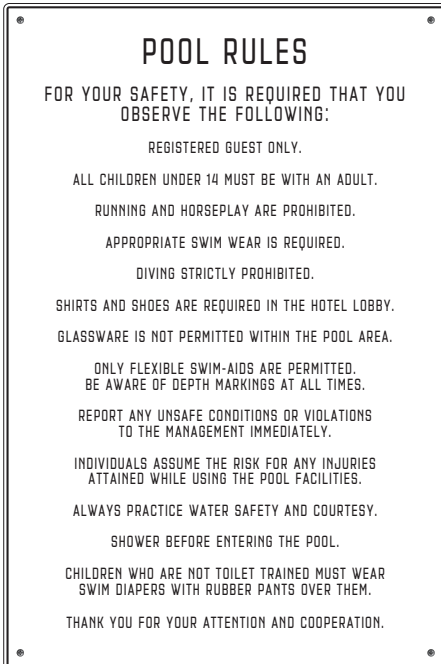 POOL RULES
FOR YOUR SAFETY, IT IS REQUIRED THAT YOU
OBSERVE THE FOLLOWING:
REGISTERED GUEST ONLY.
ALL CHILDREN UNDER 14 MUST BE WITH AN ADULT.
RUNNING AND HORSEPLAY ARE PROHIBITED.
APPROPRIATE SWIM WEAR IS REQUIRED.
DIVING STRICTLY PROHIBITED.
SHIRTS AND SHOES ARE REQUIRED IN THE HOTEL LOBBY.
GLASSWARE IS NOT PERMITTED WITHIN THE POOL AREA.
ONLY FLEXIBLE SWIM-AIDS ARE PERMITTED.
BE AWARE OF DEPTH MARKINGS AT ALL TIMES.
REPORT ANY UNSAFE CONDITIONS OR VIOLATIONS
TO THE MANAGEMENT IMMEDIATELY.
INDIVIDUALS ASSUME THE RISK FOR ANY INJURIES
ATTAINED WHILE USING THE POOL FACILITIES.
ALWAYS PRACTICE WATER SAFETY AND COURTESY.
SHOWER BEFORE ENTERING THE POOL.
CHILDREN WHO ARE NOT TOILET TRAINED MUST WEAR
SWIM DIAPERS WITH RUBBER PANTS OVER THEM.
THANK YOU FOR YOUR ATTENTION AND COOPERATION.